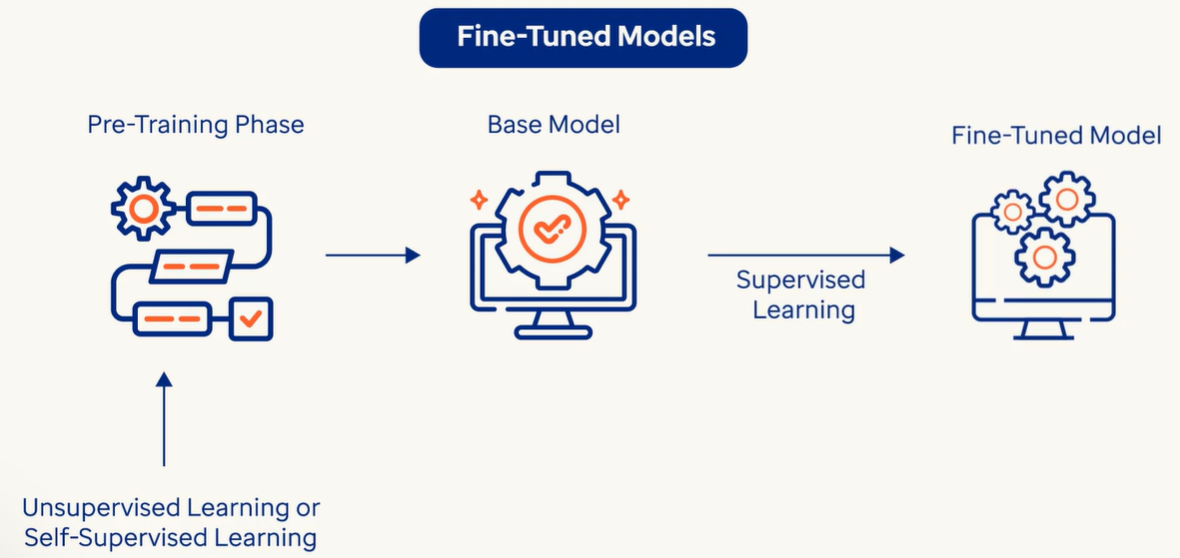 Fine-Tuned Models
Pre-Training Phase
Base Model
Fine-Tuned Model
Supervised
Learning
Unsupervised Learning or
Self-Supervised Learning